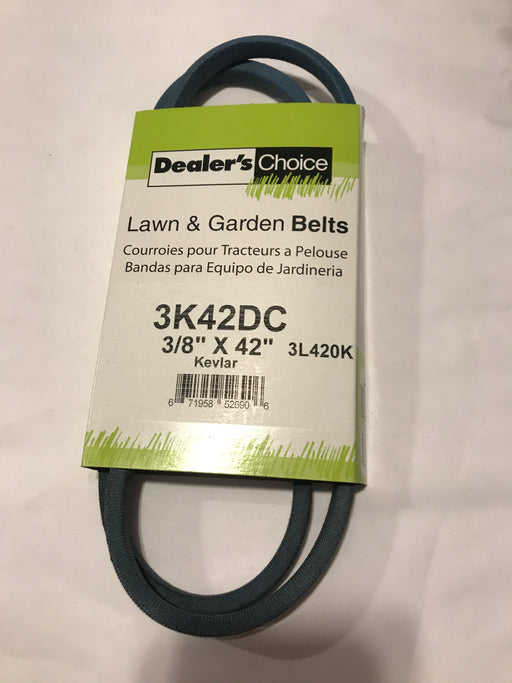 Dealer's Choice
Lawn & Garden Belts
Courroies pour Tracteurs a Pelouse
Bandas para Equipo de Jardineria
3K42DC
3/8" X 42" 3L420K
Kevlar
6 71958 52690 6